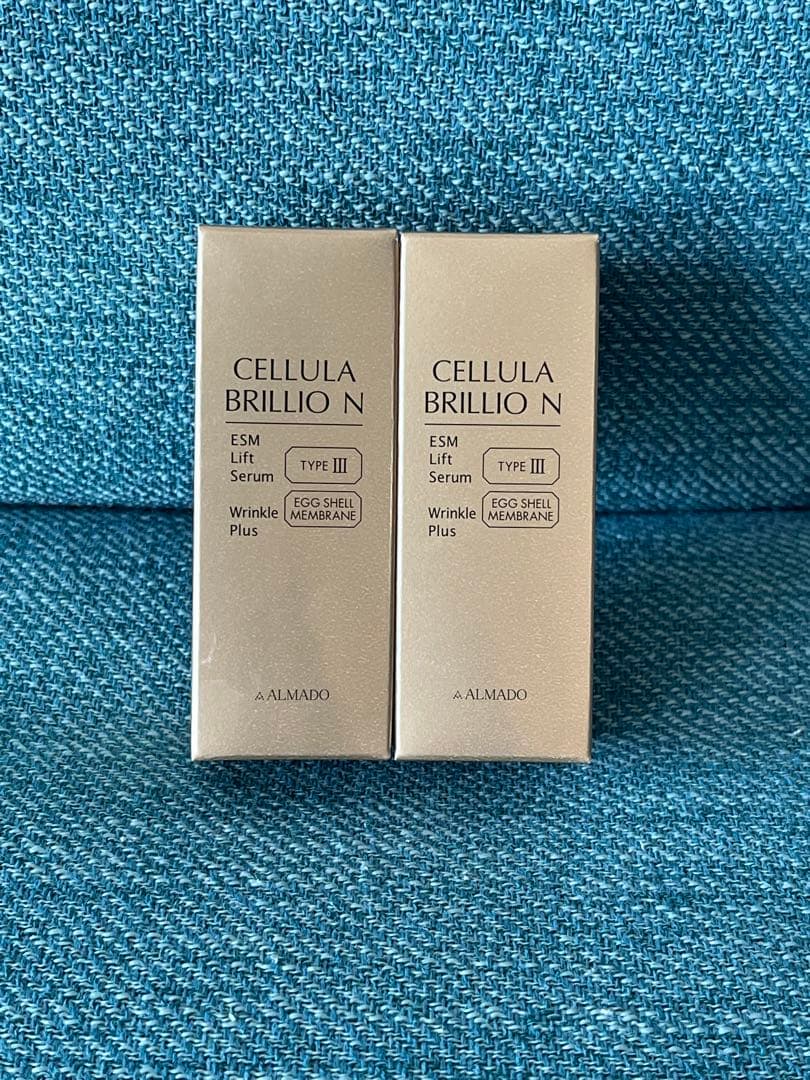 CELLULA
BRILLIO N
ESM
Lift
Serum
TYPE III
Wrinkle
Plus
EGG SHELL
MEMBRANE
ALMADO
CELLULA
BRILLIO N
ESM
Lift
Serum
TYPE III
Wrinkle
Plus
EGG SHELL
MEMBRANE
ALMADO